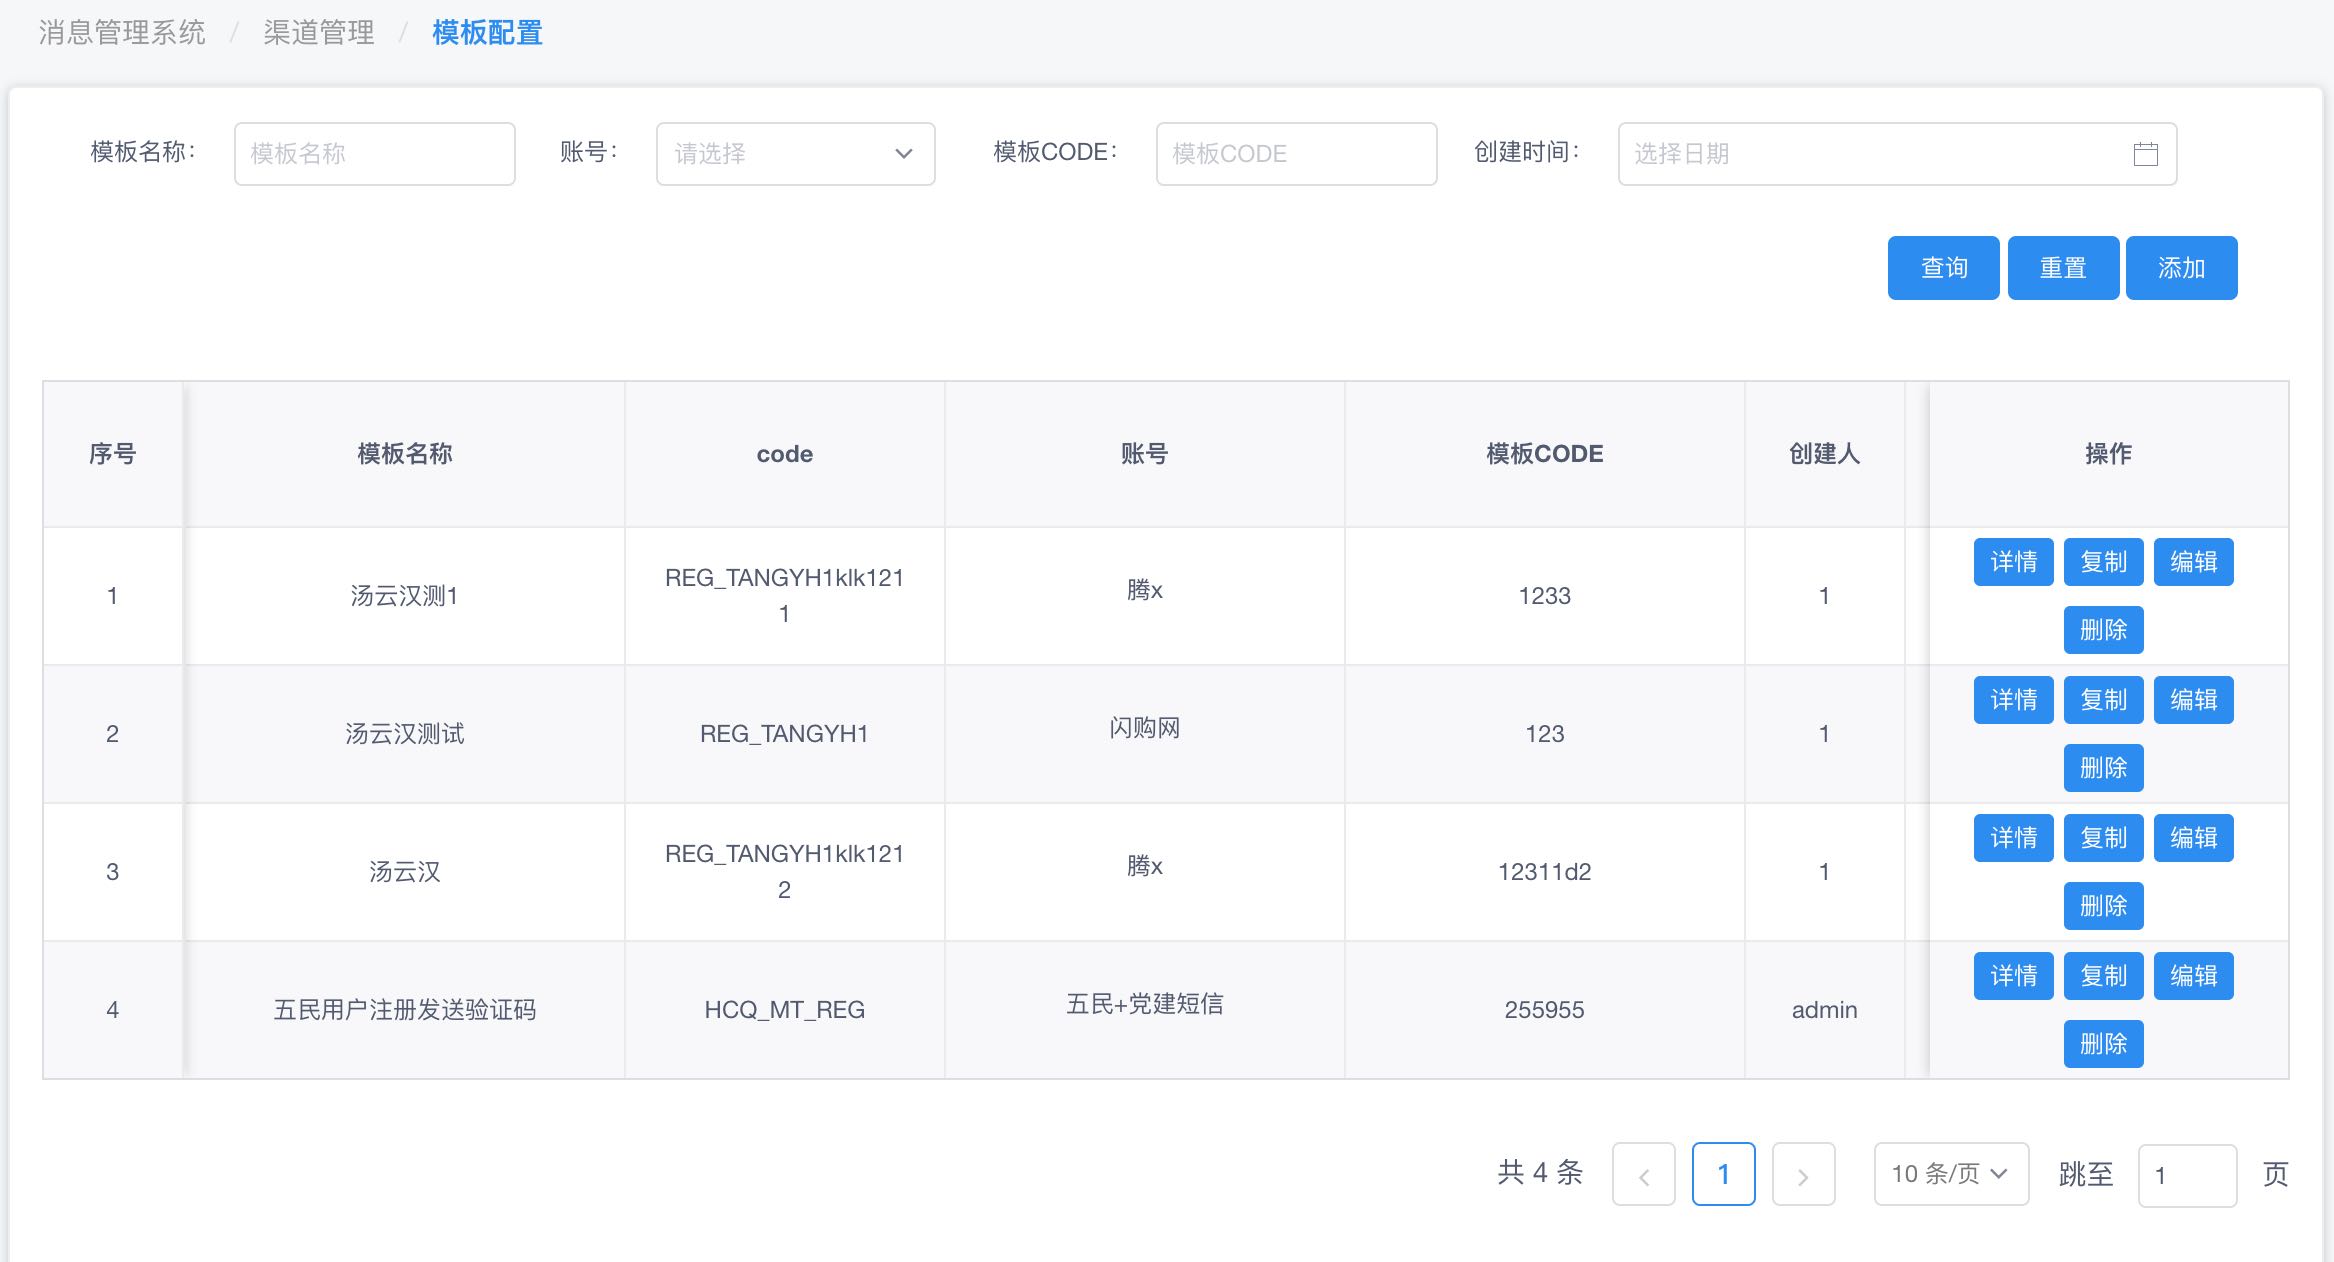 消息管理系统 / 渠道管理 / 模板配置
模板名称: 模板名称 账号: 请选择 模板CODE: 模板CODE 创建时间: 选择日期
查询 重置 添加
序号 模板名称 code 账号 模板CODE 创建人 操作
1 汤云汉测1 REG_TANGYH1klk121 腾x 1233 1 详情 复制 编辑
1 删除
2 汤云汉测试 REG_TANGYH1 闪购网 123 1 详情 复制 编辑
删除
3 汤云汉 REG_TANGYH1klk121 腾x 12311d2 1 详情 复制 编辑
2 删除
4 五民用户注册发送验证码 HCQ_MT_REG 五民+党建短信 255955 admin 详情 复制 编辑
删除
共 4 条 < 1 > 10 条/页 跳至 1 页